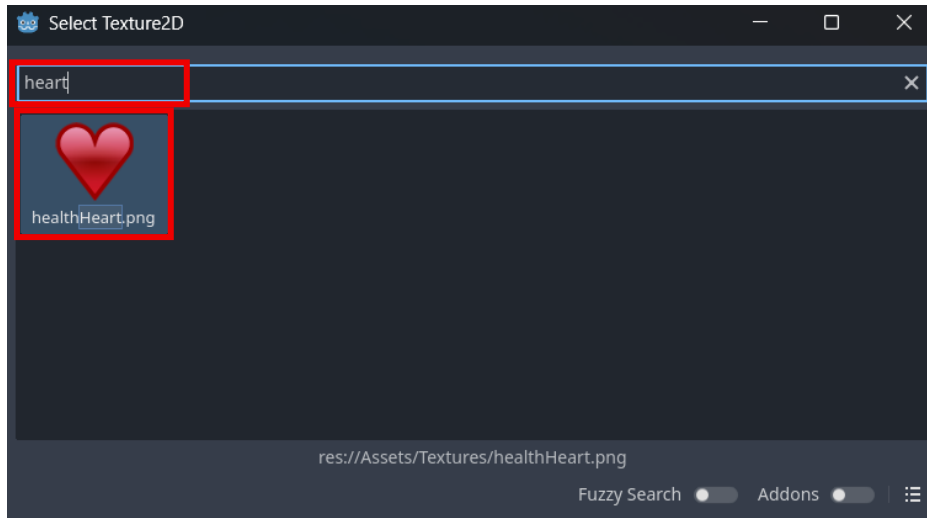 Select Texture2D
heart
healthHeart.png
res://Assets/Textures/healthHeart.png
Fuzzy Search Addons